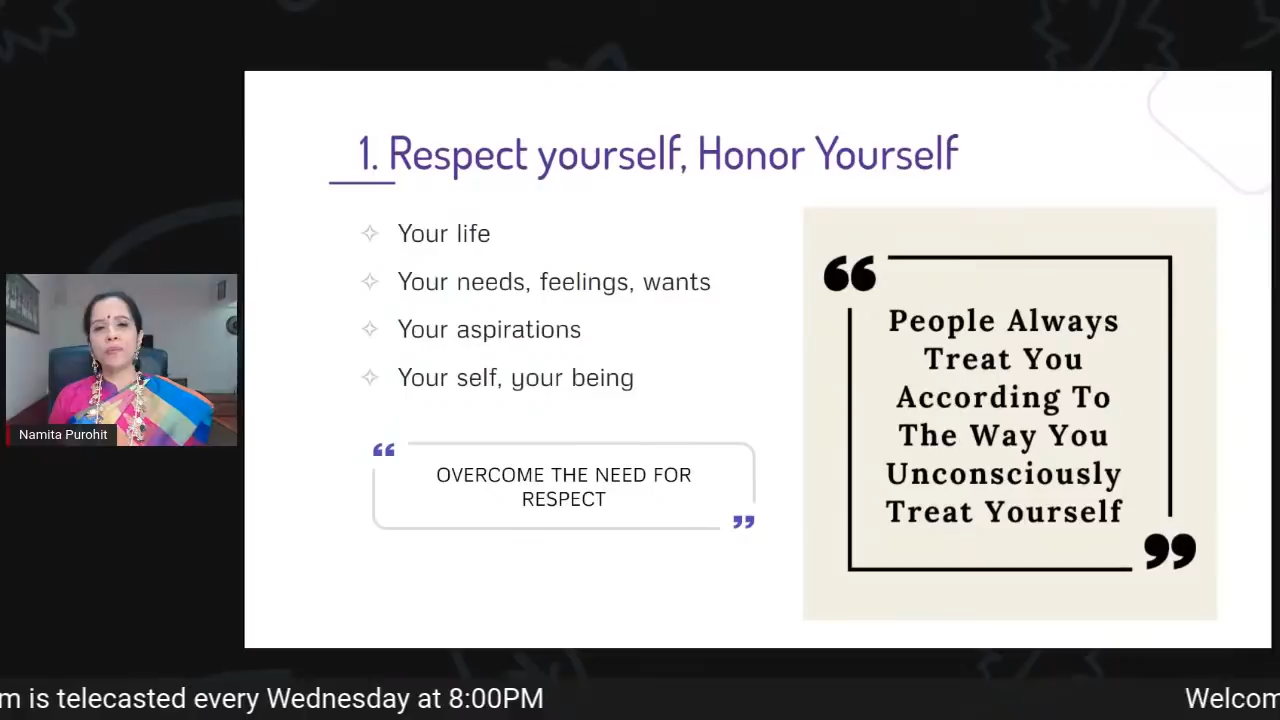 1. Respect yourself, Honor Yourself
Your life
Your needs, feelings, wants
Your aspirations
Your self, your being
“ OVERCOME THE NEED FOR
RESPECT ”
“ People Always
Treat You
According To
The Way You
Unconsciously
Treat Yourself ”
Namita Purohit
m is telecasted every Wednesday at 8:00PM
Welcom